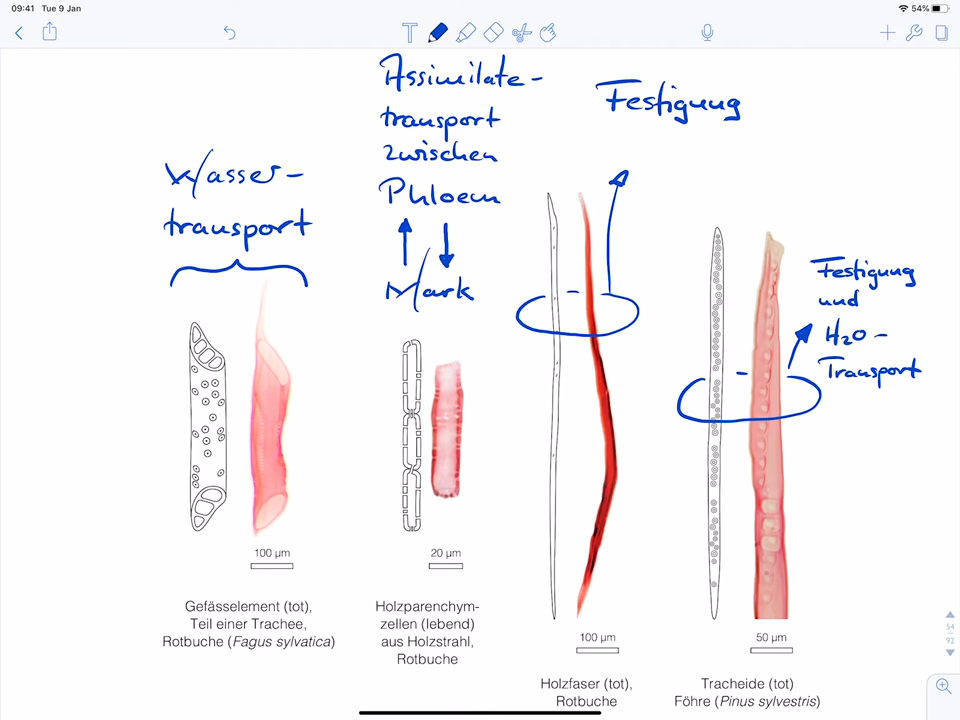 09:41 Tue 9 Jan
54%
T
Assimilate-
transport
zwischen
Phloem
Mark
Festigung
Wasser-
transport
Festigung
und
H2O-
Transport
100 µm
Gefässelement (tot),
Teil einer Trachee,
Rotbuche (Fagus sylvatica)
20 µm
Holzparenchym-
zellen (lebend)
aus Holzstrahl,
Rotbuche
100 µm
Holzfaser (tot),
Rotbuche
50 µm
Tracheide (tot)
Föhre (Pinus sylvestris)
54
92